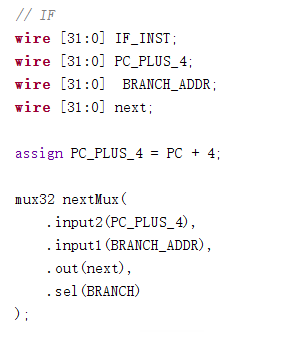 // IF
wire [31:0] IF_INST;
wire [31:0] PC_PLUS_4;
wire [31:0]  BRANCH_ADDR;
wire [31:0] next;
assign PC_PLUS_4 = PC + 4;
mux32 nextMux(
    .input2(PC_PLUS_4),
    .input1(BRANCH_ADDR),
    .out(next),
    .sel(BRANCH)
);